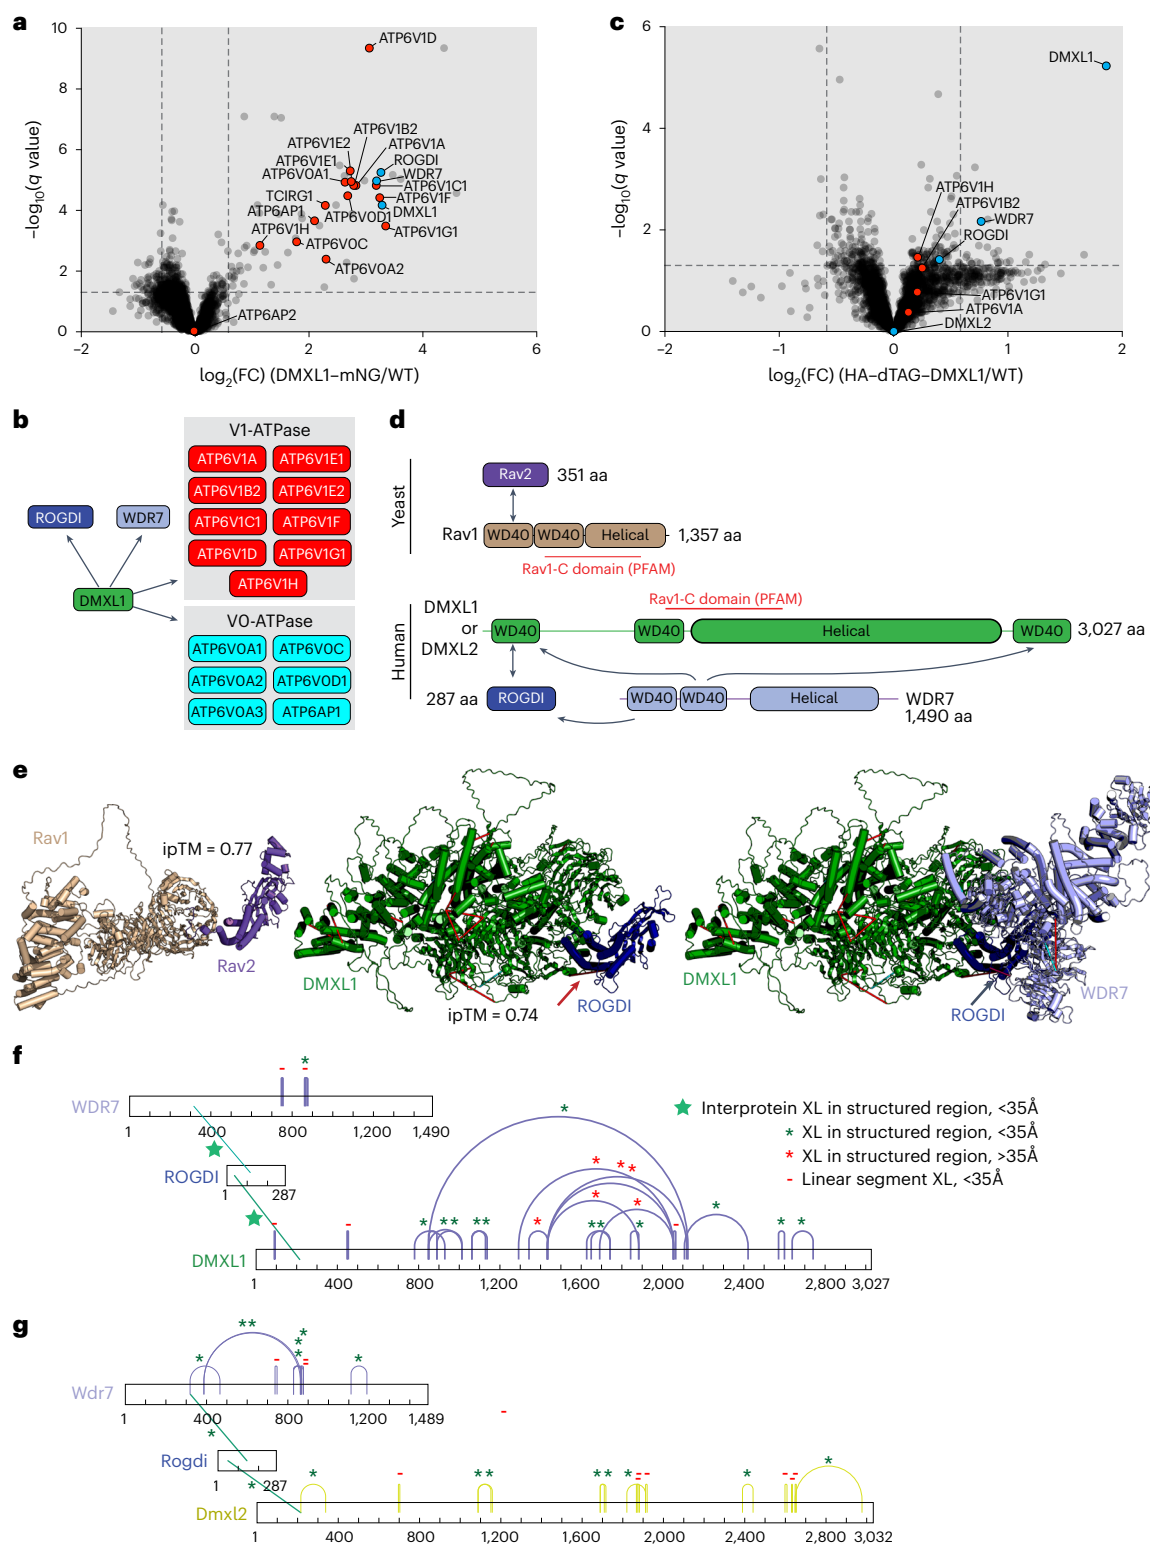 a
10
8
6
4
2
0
−2
0
2
4
6
−log10(q value)
log2(FC) (DMXL1–mNG/WT)
ATP6V1D
ATP6V1B2
ATP6V1E2
ATP6V1A
ATP6V1E1
ROGDI
ATP6V0A1
WDR7
ATP6V1C1
TCIRG1
ATP6V1F
ATP6AP1
ATP6V0D1
DMXL1
ATP6V1H
ATP6V1G1
ATP6V0C
ATP6V0A2
ATP6AP2
c
6
4
2
0
−2
−1
0
1
2
−log10(q value)
log2(FC) (HA–dTAG–DMXL1/WT)
DMXL1
ATP6V1H
ATP6V1B2
WDR7
ROGDI
ATP6V1G1
ATP6V1A
DMXL2
b
V1-ATPase
ATP6V1A
ATP6V1E1
ATP6V1B2
ATP6V1E2
ATP6V1C1
ATP6V1F
ATP6V1D
ATP6V1G1
ATP6V1H
ROGDI
WDR7
DMXL1
V0-ATPase
ATP6V0A1
ATP6V0C
ATP6V0A2
ATP6V0D1
ATP6V0A3
ATP6AP1
d
Yeast
Rav2
351 aa
Rav1
WD40
WD40
Helical
1,357 aa
Rav1-C domain (PFAM)
Human
Rav1-C domain (PFAM)
DMXL1
or
DMXL2
WD40
WD40
Helical
WD40
3,027 aa
287 aa
ROGDI
WD40
WD40
Helical
WDR7
1,490 aa
e
Rav1
ipTM = 0.77
Rav2
DMXL1
ipTM = 0.74
ROGDI
DMXL1
ROGDI
WDR7
f
WDR7
1
400
800
1,200
1,490
ROGDI
1
287
DMXL1
1
400
800
1,200
1,600
2,000
2,400
2,800
3,027
★ Interprotein XL in structured region, <35Å
* XL in structured region, <35Å
* XL in structured region, >35Å
- Linear segment XL, <35Å
g
Wdr7
1
400
800
1,200
1,489
Rogdi
1
287
Dmxl2
1
400
800
1,200
1,600
2,000
2,400
2,800
3,032